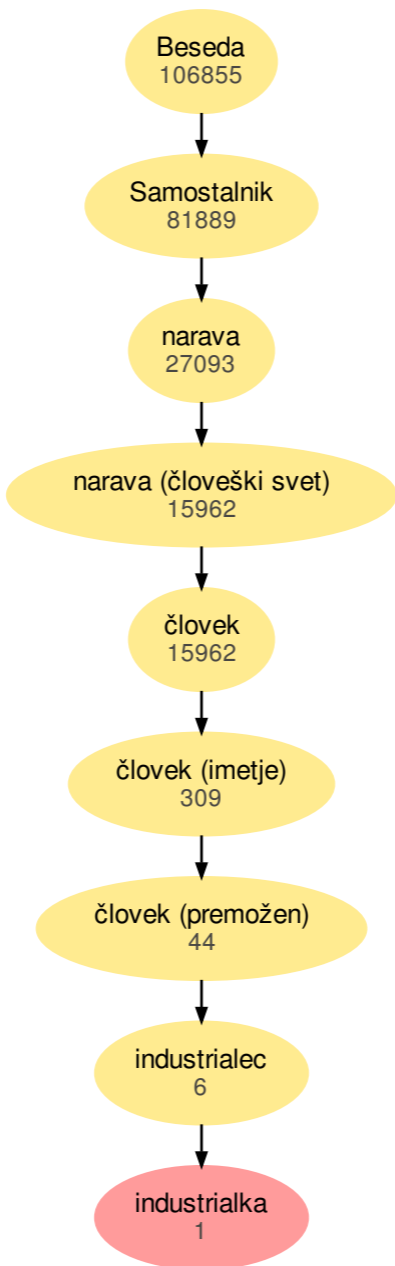 Beseda
106855
Samostalnik
81889
narava
27093
narava (človeški svet)
15962
človek
15962
človek (imetje)
309
človek (premožen)
44
industrialec
6
industrialka
1